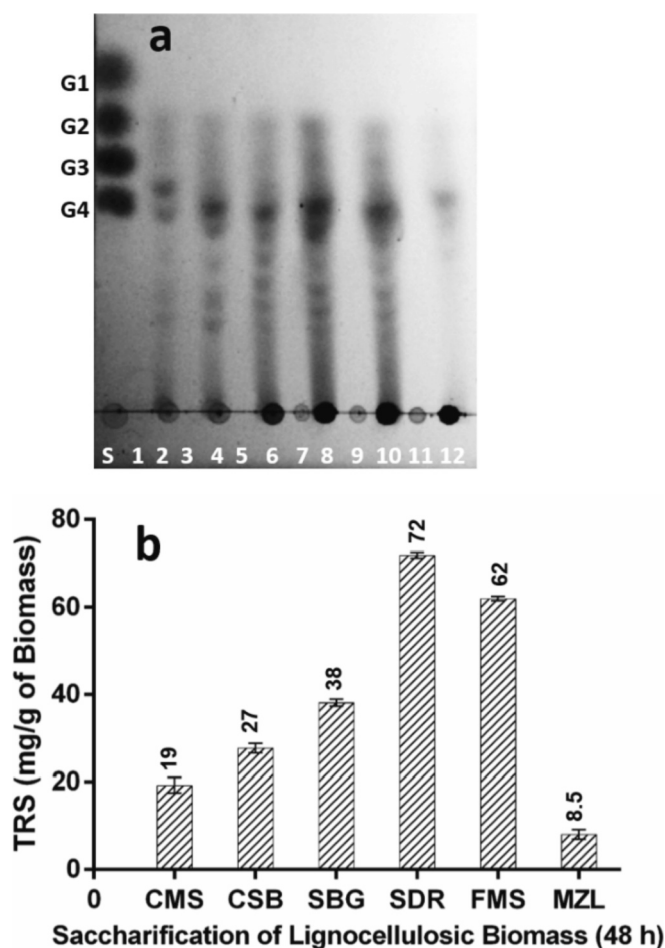 a
G1
G2
G3
G4
S 1 2 3 4 5 6 7 8 9 10 11 12
b
TRS (mg/g of Biomass)
80
60
40
20
0
19
27
38
72
62
8.5
0 CMS CSB SBG SDR FMS MZL
Saccharification of Lignocellulosic Biomass (48 h)